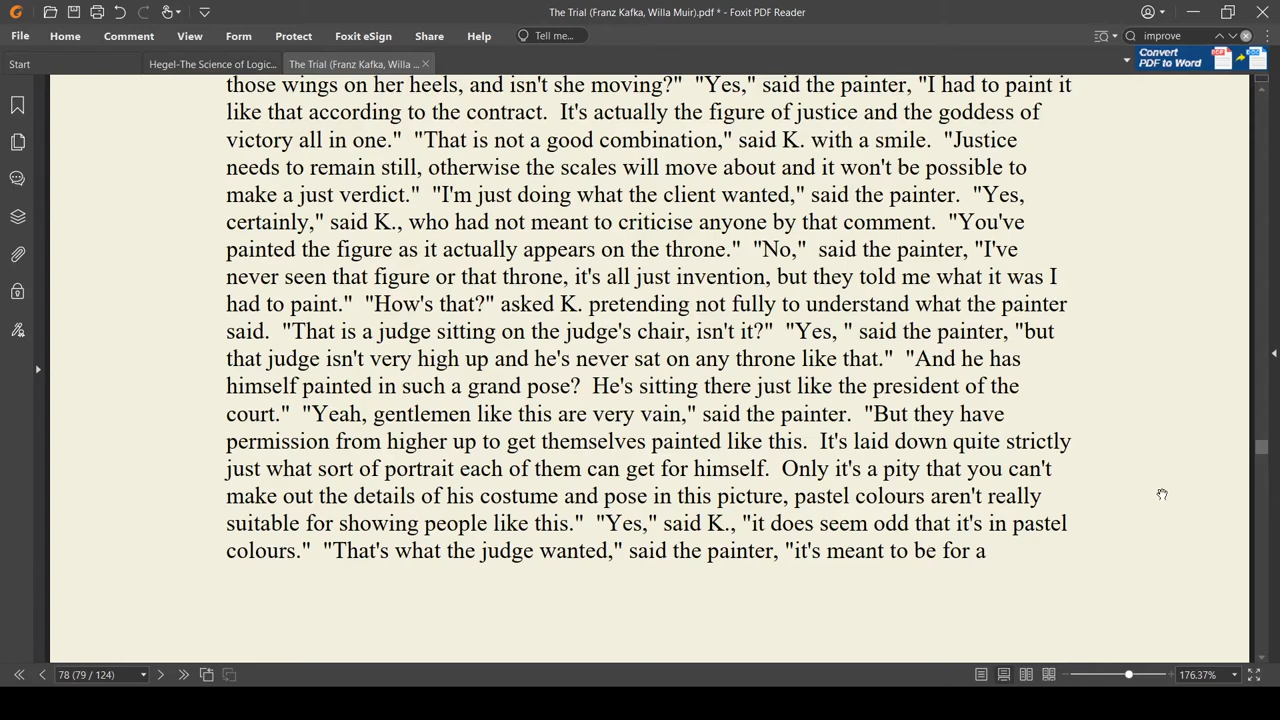 The Trial (Franz Kafka, Willa Muir).pdf * - Foxit PDF Reader
File Home Comment View Form Protect Foxit eSign Share Help Tell me... improve
Start Hegel-The Science of Logic... The Trial (Franz Kafka, Willa ... Convert
PDF to Word
those wings on her heels, and isn't she moving?"  "Yes," said the painter, "I had to paint it
like that according to the contract.  It's actually the figure of justice and the goddess of
victory all in one."  "That is not a good combination," said K. with a smile.  "Justice
needs to remain still, otherwise the scales will move about and it won't be possible to
make a just verdict."  "I'm just doing what the client wanted," said the painter.  "Yes,
certainly," said K., who had not meant to criticise anyone by that comment.  "You've
painted the figure as it actually appears on the throne."  "No,"  said the painter, "I've
never seen that figure or that throne, it's all just invention, but they told me what it was I
had to paint."  "How's that?" asked K. pretending not fully to understand what the painter
said.  "That is a judge sitting on the judge's chair, isn't it?"  "Yes, " said the painter, "but
that judge isn't very high up and he's never sat on any throne like that."  "And he has
himself painted in such a grand pose?  He's sitting there just like the president of the
court."  "Yeah, gentlemen like this are very vain," said the painter.  "But they have
permission from higher up to get themselves painted like this.  It's laid down quite strictly
just what sort of portrait each of them can get for himself.  Only it's a pity that you can't
make out the details of his costume and pose in this picture, pastel colours aren't really
suitable for showing people like this."  "Yes," said K., "it does seem odd that it's in pastel
colours."  "That's what the judge wanted," said the painter, "it's meant to be for a
78 (79 / 124) 176.37%